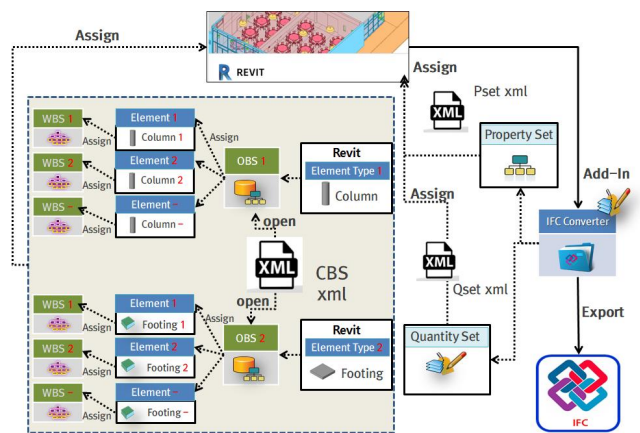 Assign
R REVIT
Assign
Pset xml
Property Set
Add-In
IFC Converter
Assign
Qset xml
Quantity Set
Export
IFC
WBS 1
Assign
Element 1
Column 1
Assign
WBS 2
Assign
Element 2
Column 2
WBS –
Assign
Element –
Column –
OBS 1
Revit
Element Type 1
Column
open
XML
CBS
xml
open
WBS 1
Assign
Element 1
Footing 1
Assign
WBS 2
Assign
Element 2
Footing 2
WBS –
Assign
Element –
Footing –
OBS 2
Revit
Element Type 2
Footing
XML
XML